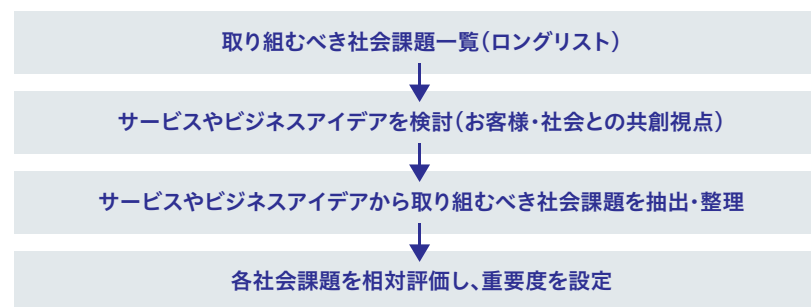 取り組むべき社会課題一覧（ロングリスト）
サービスやビジネスアイデアを検討（お客様・社会との共創視点）
サービスやビジネスアイデアから取り組むべき社会課題を抽出・整理
各社会課題を相対評価し、重要度を設定